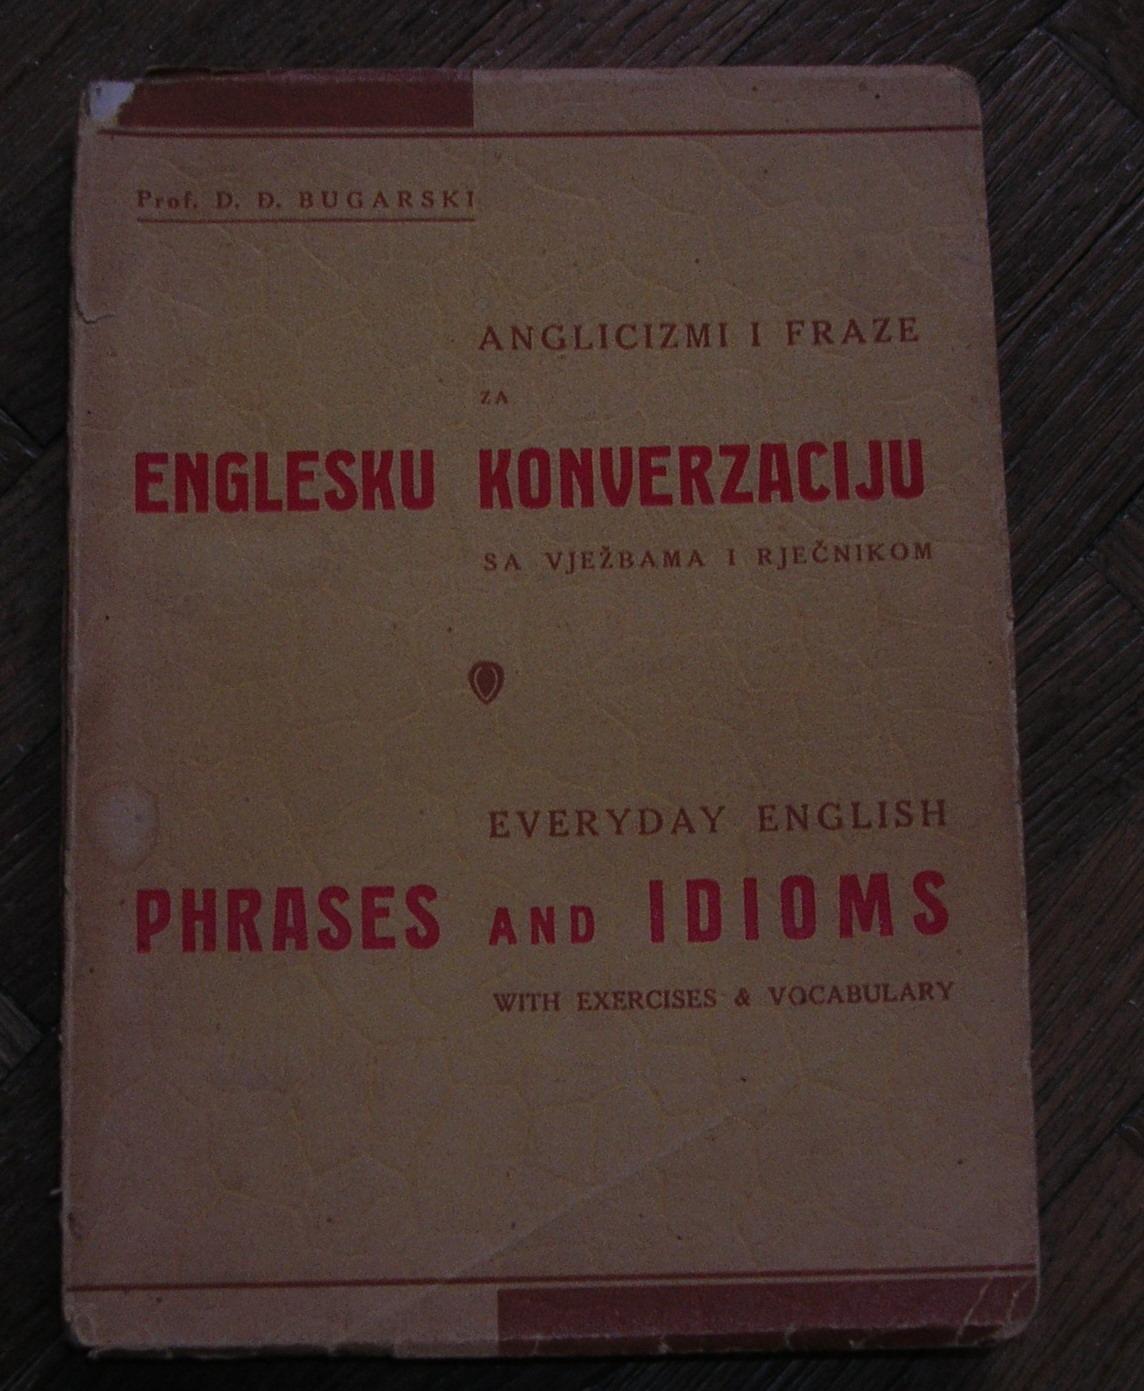 Prof. D. Đ. BUGARSKI
ANGLICIZMI I FRAZE
ZA
ENGLESKU KONVERZACIJU
SA VJEŽBAMA I RJEČNIKOM
EVERYDAY ENGLISH
PHRASES AND IDIOMS
WITH EXERCISES & VOCABULARY